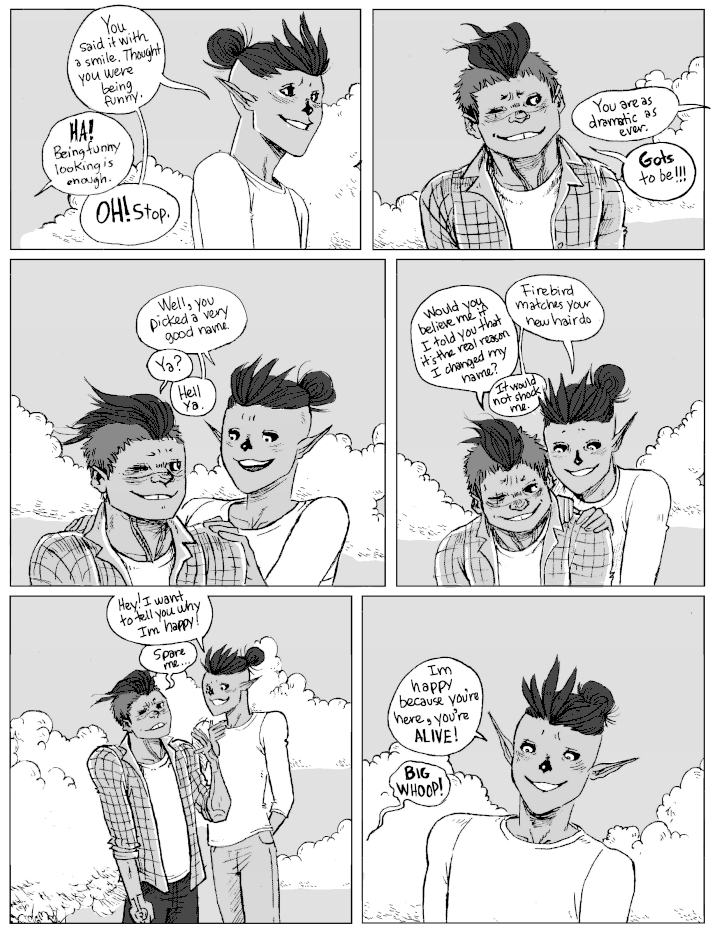 You
said it with
a smile. Thought
you were
being
funny.
HA!
Being funny
looking is
enough.
OH! Stop.
You are as
dramatic as
ever.
Gots
to be!!!
Well, you
picked a very
good name.
Ya?
Hell
ya.
Would you
believe me if
I told you that
it's the real reason
I changed my
name?
Firebird
matches your
new hairdo
It would
not shock
me.
Hey! I want
to tell you why
Im happy!
Spare
me...
Im
happy
because you're
here, you're
ALIVE!
BIG
WHOOP!